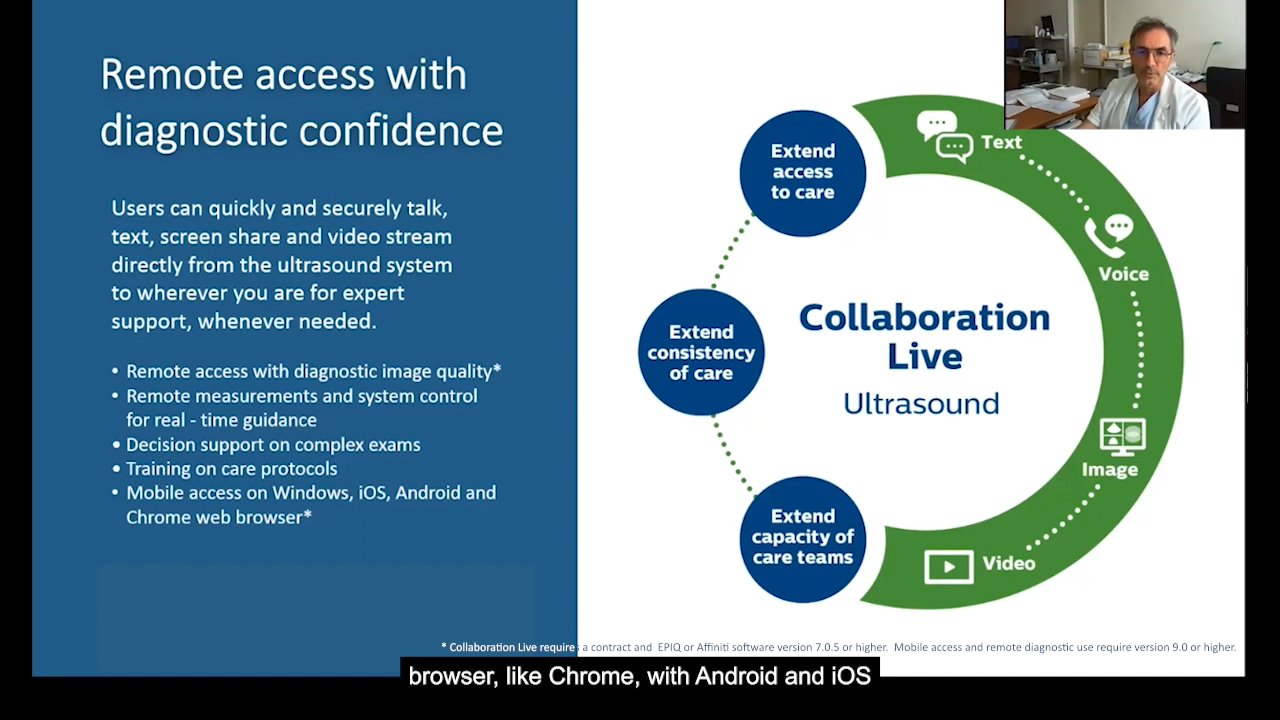 Remote access with
diagnostic confidence
Users can quickly and securely talk,
text, screen share and video stream
directly from the ultrasound system
to wherever you are for expert
support, whenever needed.
• Remote access with diagnostic image quality*
• Remote measurements and system control
for real - time guidance
• Decision support on complex exams
• Training on care protocols
• Mobile access on Windows, iOS, Android and
Chrome web browser*
Extend
access
to care
Extend
consistency
of care
Extend
capacity of
care teams
Collaboration
Live
Ultrasound
Text
Voice
Image
Video
* Collaboration Live require a contract and EPIQ or Affiniti software version 7.0.5 or higher. Mobile access and remote diagnostic use require version 9.0 or higher.
browser, like Chrome, with Android and iOS